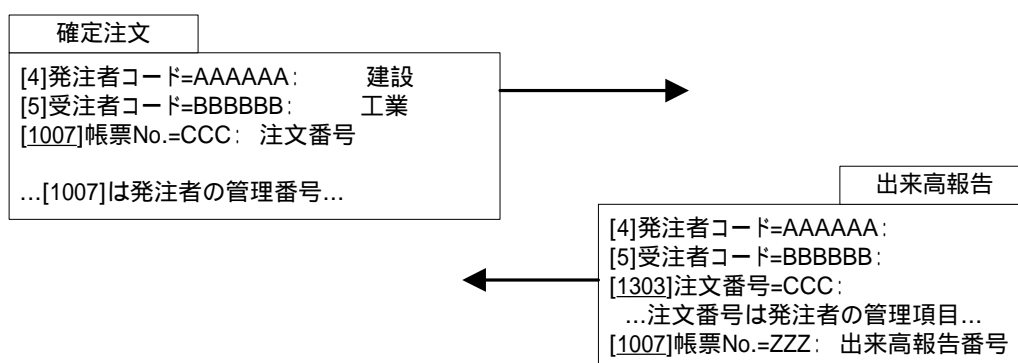 確定注文
[4]発注者コード=AAAAAA: 建設
[5]受注者コード=BBBBBB: 工業
[1007]帳票No.=CCC: 注文番号
…[1007]は発注者の管理番号…
出来高報告
[4]発注者コード=AAAAAA:
[5]受注者コード=BBBBBB:
[1303]注文番号=CCC:
…注文番号は発注者の管理項目…
[1007]帳票No.=ZZZ: 出来高報告番号